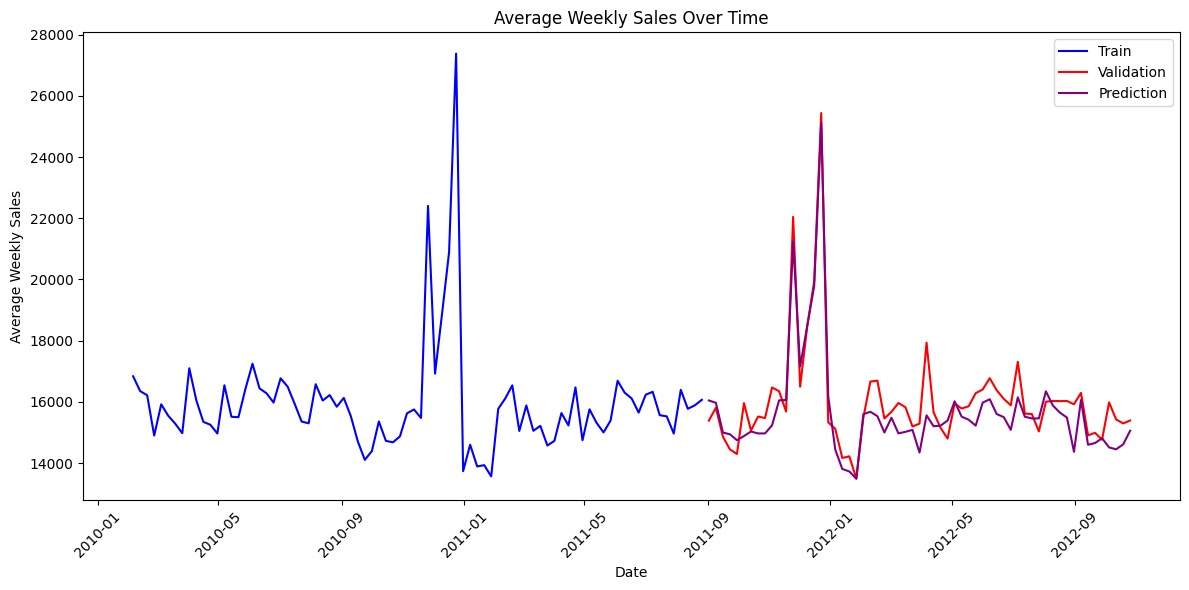 Average Weekly Sales Over Time
28000
26000
24000
22000
20000
18000
16000
14000
Average Weekly Sales
Train
Validation
Prediction
2010-01
2010-05
2010-09
2011-01
2011-05
2011-09
2012-01
2012-05
2012-09
Date